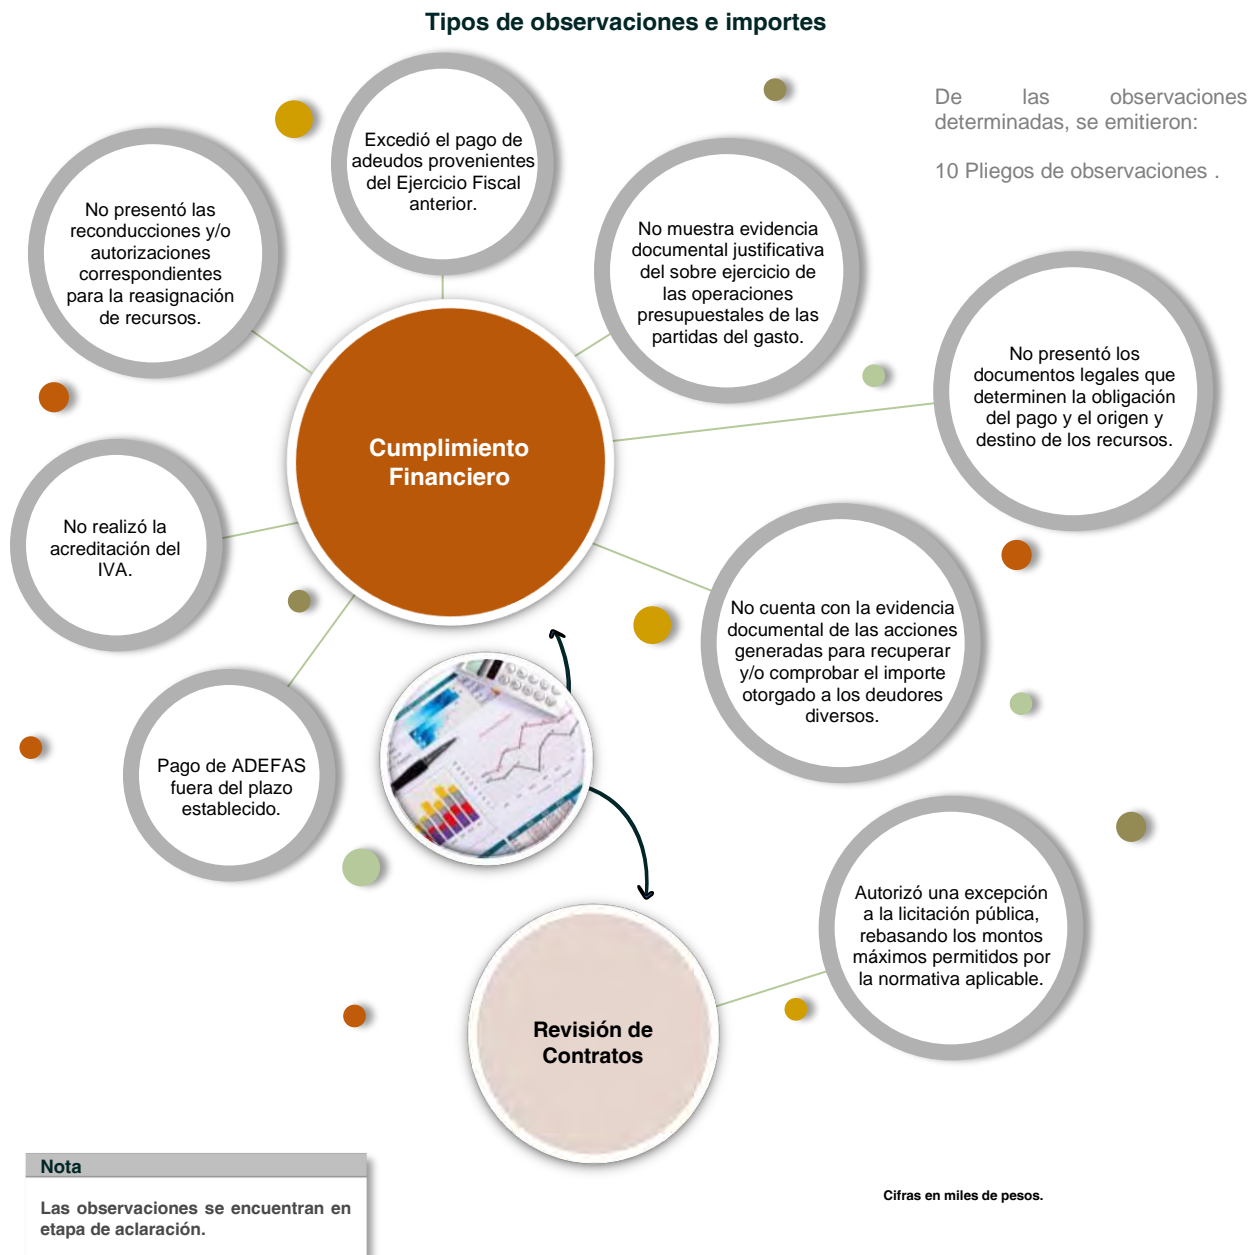 Tipos de observaciones e importes
De las observaciones
determinadas, se emitieron:
10 Pliegos de observaciones .
Excedió el pago de
adeudos provenientes
del Ejercicio Fiscal
anterior.
No presentó las
reconducciones y/o
autorizaciones
correspondientes
para la reasignación
de recursos.
No muestra evidencia
documental justificativa
del sobre ejercicio de
las operaciones
presupuestales de las
partidas del gasto.
No presentó los
documentos legales que
determinen la obligación
del pago y el origen y
destino de los recursos.
Cumplimiento
Financiero
No realizó la
acreditación del
IVA.
No cuenta con la evidencia
documental de las acciones
generadas para recuperar
y/o comprobar el importe
otorgado a los deudores
diversos.
Pago de ADEFAS
fuera del plazo
establecido.
Autorizó una excepción
a la licitación pública,
rebasando los montos
máximos permitidos por
la normativa aplicable.
Revisión de
Contratos
Nota
Las observaciones se encuentran en
etapa de aclaración.
Cifras en miles de pesos.